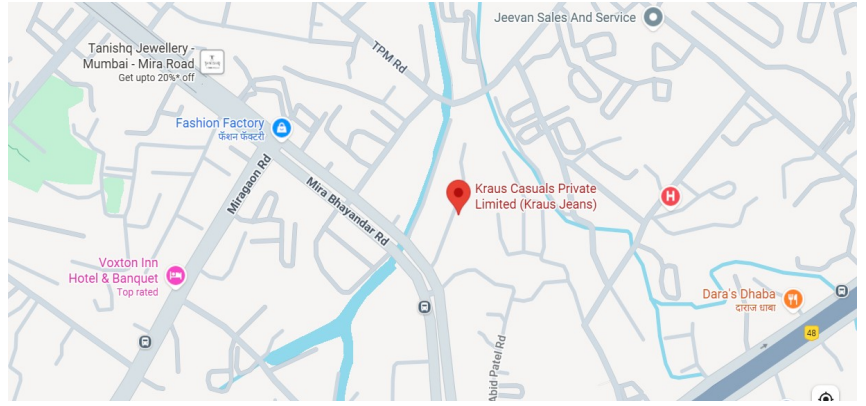 Jeevan Sales And Service
Tanishq Jewellery -
Mumbai - Mira Road
Get upto 20%* off
TPM Rd
Fashion Factory
फॅशन फॅक्टरी
Miragaon Rd
Mira Bhayandar Rd
Kraus Casuals Private
Limited (Kraus Jeans)
H
Voxton Inn
Hotel & Banquet
Top rated
Dara's Dhaba
दाराज धाबा
48
Abid Patel Rd